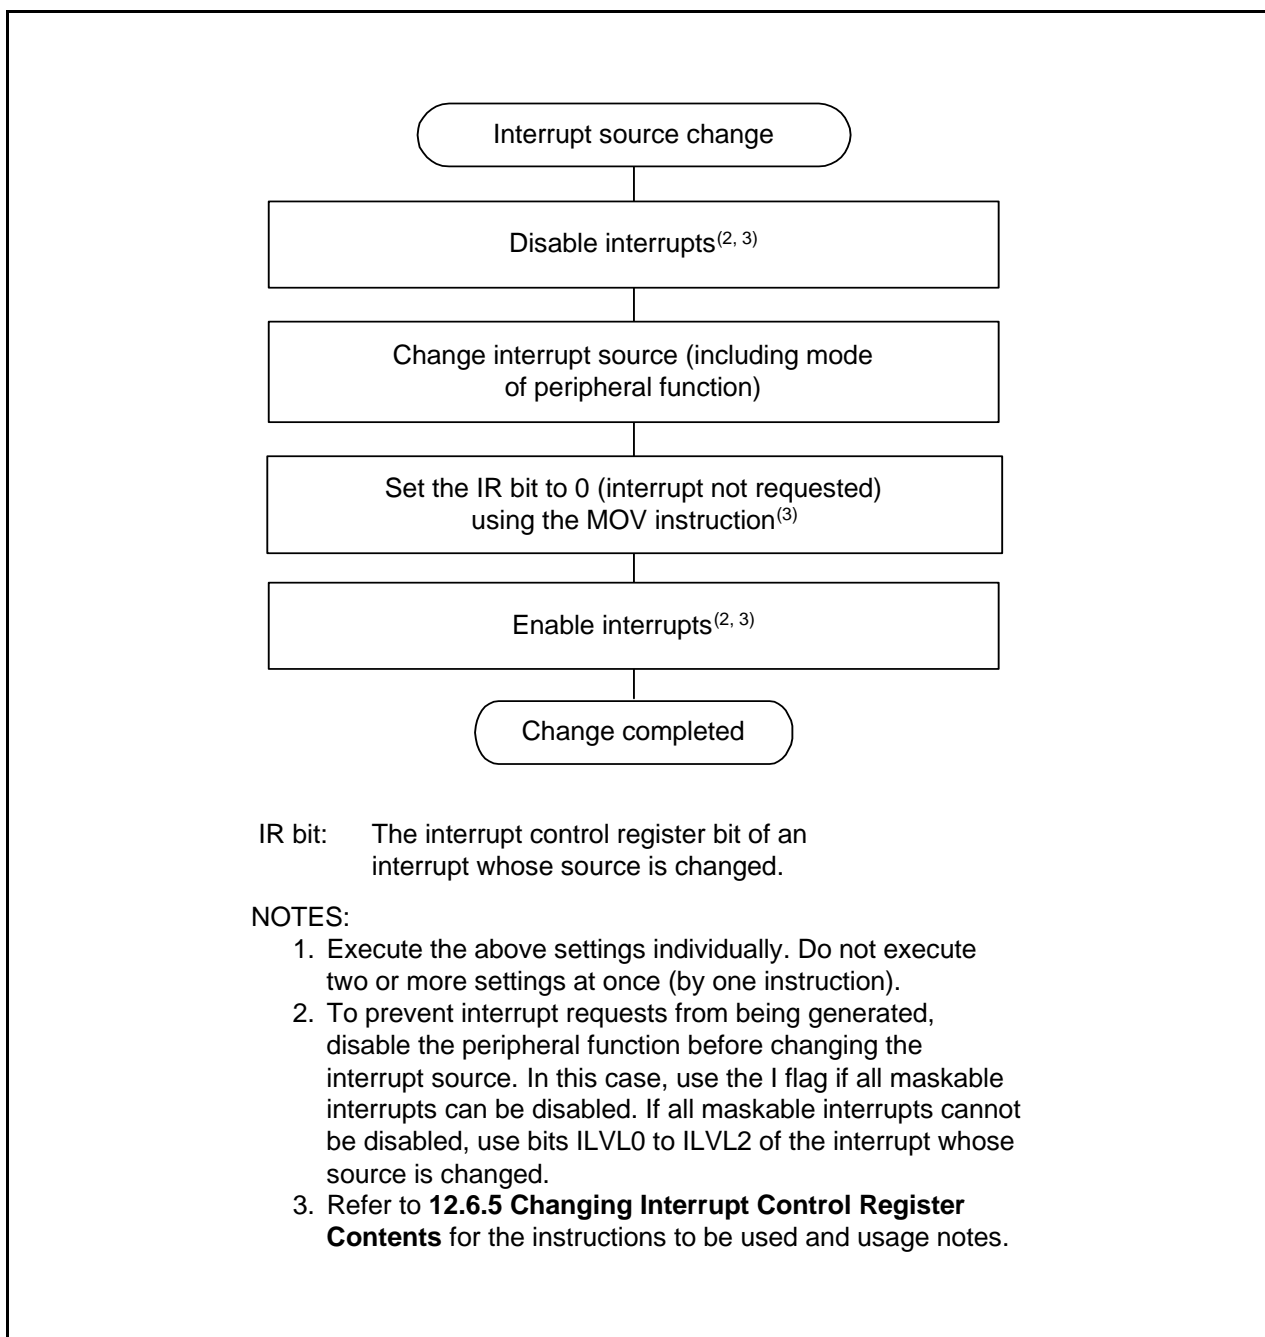 Interrupt source change
Disable interrupts(2, 3)
Change interrupt source (including mode
of peripheral function)
Set the IR bit to 0 (interrupt not requested)
using the MOV instruction(3)
Enable interrupts(2, 3)
Change completed
IR bit: The interrupt control register bit of an
interrupt whose source is changed.
NOTES:
1. Execute the above settings individually. Do not execute
two or more settings at once (by one instruction).
2. To prevent interrupt requests from being generated,
disable the peripheral function before changing the
interrupt source. In this case, use the I flag if all maskable
interrupts can be disabled. If all maskable interrupts cannot
be disabled, use bits ILVL0 to ILVL2 of the interrupt whose
source is changed.
3. Refer to 12.6.5 Changing Interrupt Control Register
Contents for the instructions to be used and usage notes.